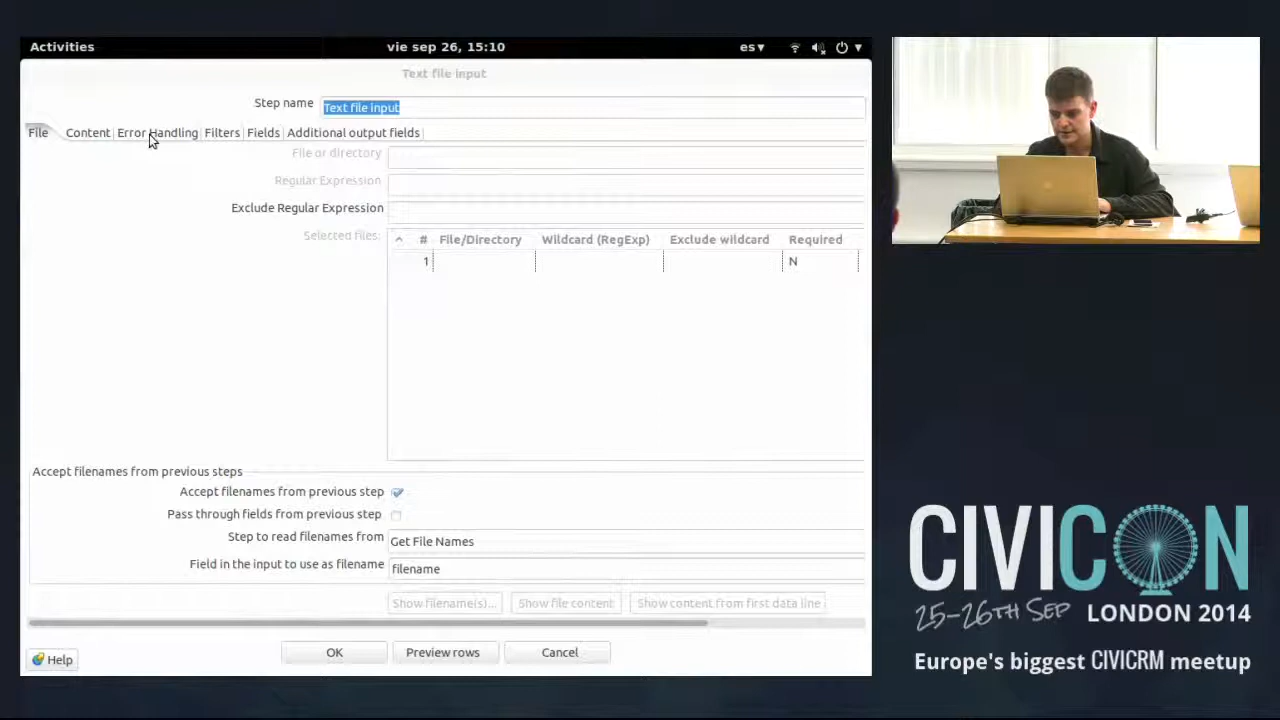 Activities
vie sep 26, 15:10
es
Text file input
Step name
Text file input
File Content Error Handling Filters Fields Additional output fields
File or directory
Regular Expression
Exclude Regular Expression
Selected files:
# File/Directory Wildcard (RegExp) Exclude wildcard Required
1 N
Accept filenames from previous steps
Accept filenames from previous step
Pass through fields from previous step
Step to read filenames from Get File Names
Field in the input to use as filename filename
Show filename(s)... Show file content Show content from first data line
OK Preview rows Cancel
Help
CIVICON
25-26TH SEP LONDON 2014
Europe's biggest CIVICRM meetup